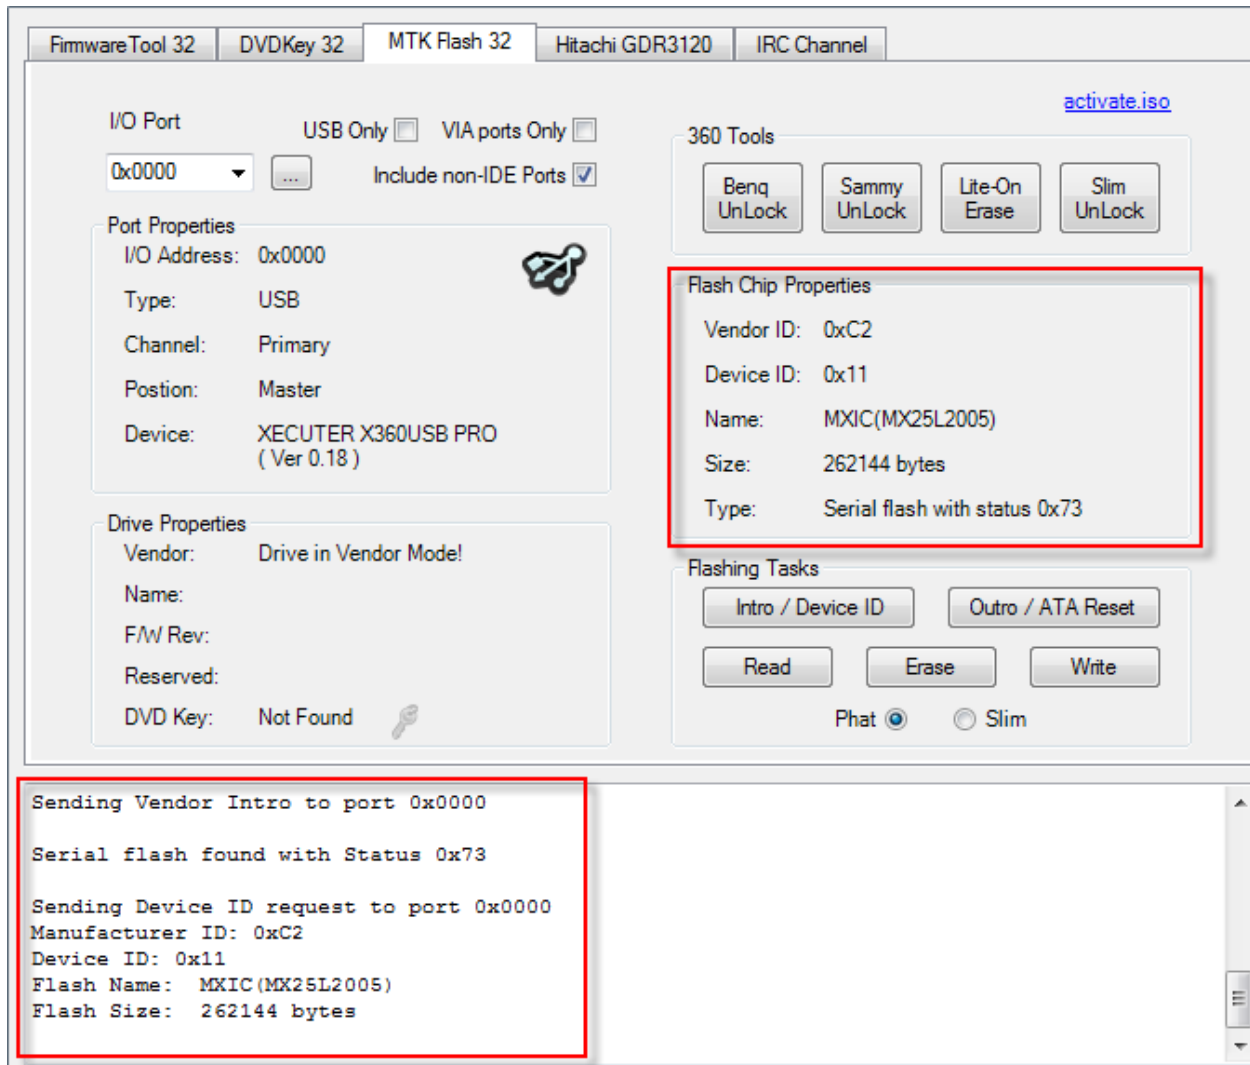 FirmwareTool 32 DVDKey 32 MTK Flash 32 Hitachi GDR3120 IRC Channel
activate.iso
I/O Port USB Only VIA ports Only
0x0000 ... Include non-IDE Ports
Port Properties
I/O Address: 0x0000
Type: USB
Channel: Primary
Postion: Master
Device: XECUTER X360USB PRO
( Ver 0.18 )
Drive Properties
Vendor: Drive in Vendor Mode!
Name:
F/W Rev:
Reserved:
DVD Key: Not Found
360 Tools
Benq UnLock Sammy UnLock Lite-On Erase Slim UnLock
Flash Chip Properties
Vendor ID: 0xC2
Device ID: 0x11
Name: MXIC(MX25L2005)
Size: 262144 bytes
Type: Serial flash with status 0x73
Flashing Tasks
Intro / Device ID Outro / ATA Reset
Read Erase Write
Phat Slim
Sending Vendor Intro to port 0x0000
Serial flash found with Status 0x73
Sending Device ID request to port 0x0000
Manufacturer ID: 0xC2
Device ID: 0x11
Flash Name: MXIC(MX25L2005)
Flash Size: 262144 bytes